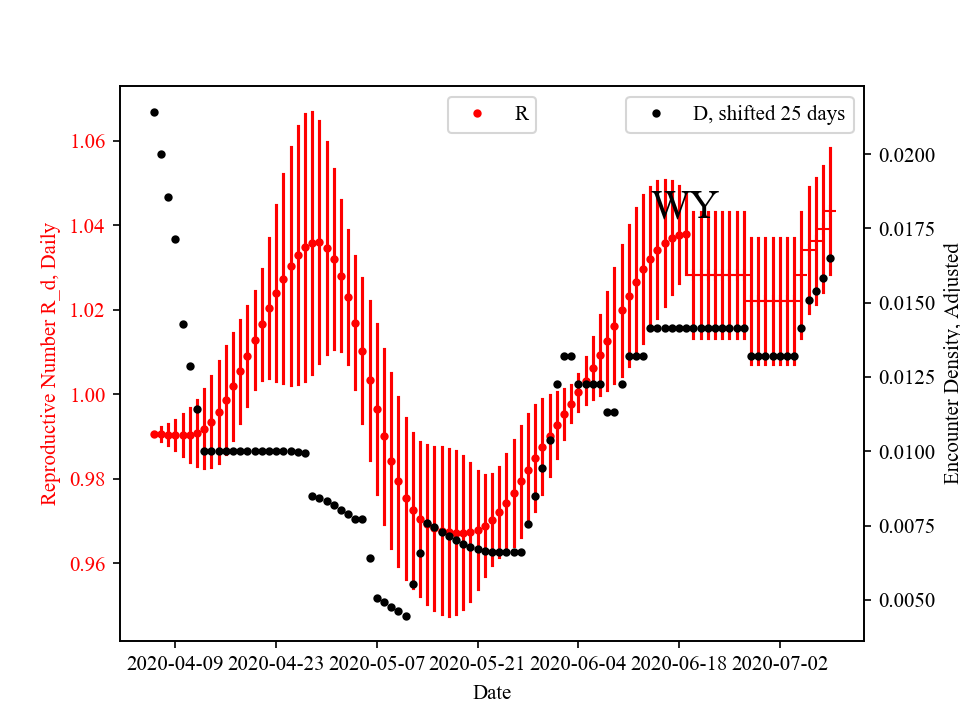 R
D, shifted 25 days
WY
Reproductive Number R_d, Daily
1.06
1.04
1.02
1.00
0.98
0.96
0.0200
0.0175
0.0150
0.0125
0.0100
0.0075
0.0050
Encounter Density, Adjusted
2020-04-09 2020-04-23 2020-05-07 2020-05-21 2020-06-04 2020-06-18 2020-07-02
Date